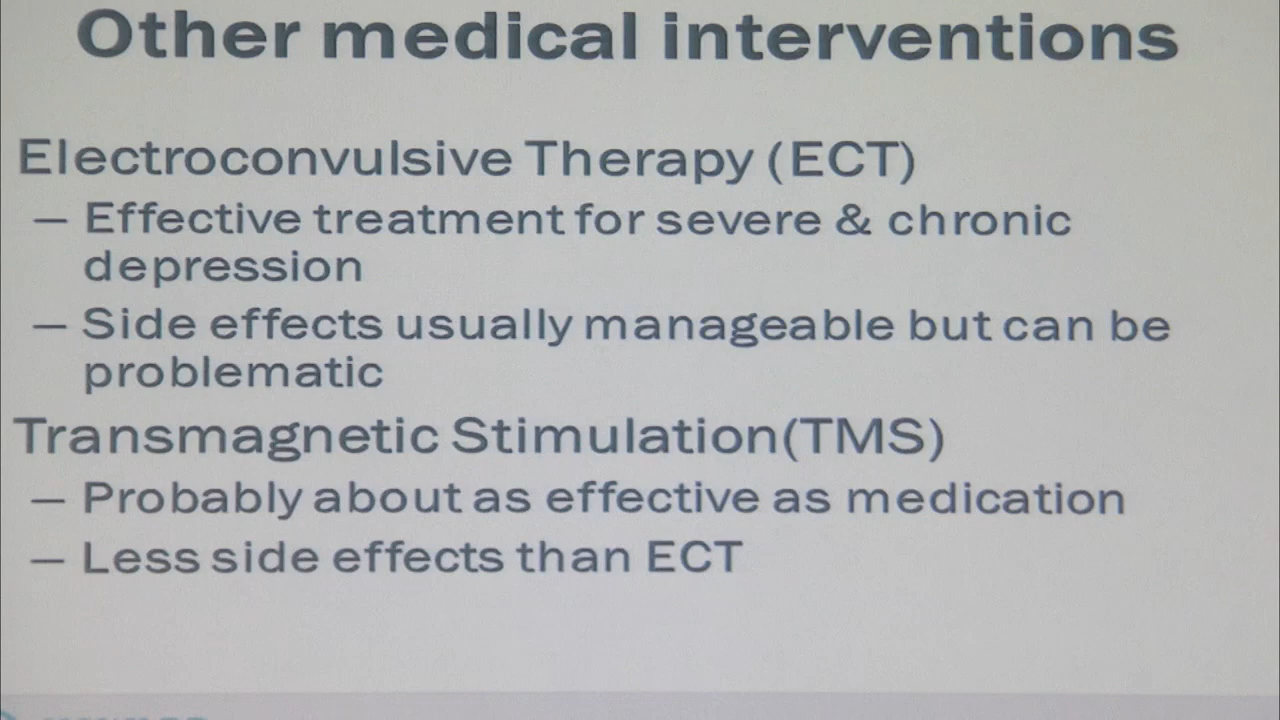 Other medical interventions
Electroconvulsive Therapy (ECT)
— Effective treatment for severe & chronic
depression
— Side effects usually manageable but can be
problematic
Transmagnetic Stimulation(TMS)
— Probably about as effective as medication
— Less side effects than ECT